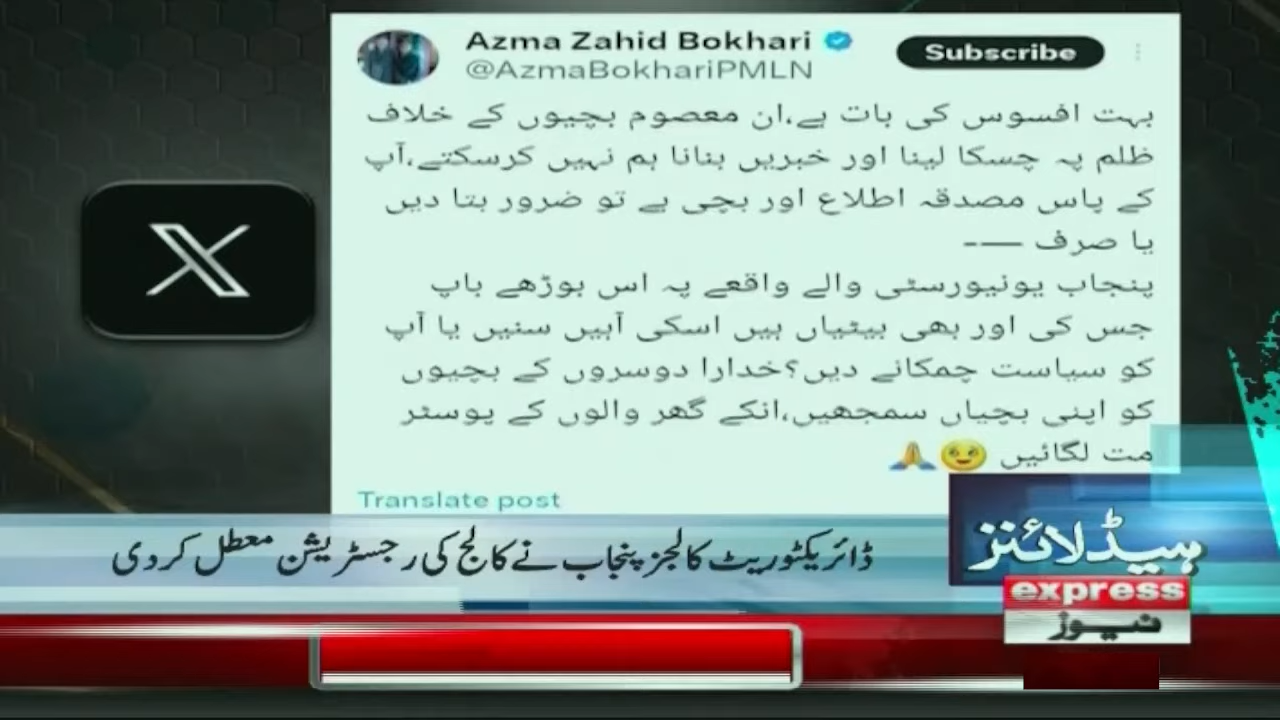 Azma Zahid Bokhari
@AzmaBokhariPMLN
Subscribe
بہت افسوس کی بات ہے،ان معصوم بچیوں کے خلاف
ظلم پہ چسکا لینا اور خبریں بنانا ہم نہیں کرسکتے،آپ
کے پاس مصدقہ اطلاع اور بچی ہے تو ضرور بتا دیں
یا صرف ——-
پنجاب یونیورسٹی والے واقعے پہ اس بوڑھے باپ
جس کی اور بھی بیٹیاں ہیں اسکی آہیں سنیں یا آپ
کو سیاست چمکانے دیں؟خدارا دوسروں کے بچیوں
کو اپنی بچیاں سمجھیں،انکے گھر والوں کے پوسٹر
مت لگائیں 🥹🙏
Translate post
ڈائریکٹوریٹ کالجز پنجاب نے کالج کی رجسٹریشن معطل کر دی
ہیڈلائنز
express
نیوز